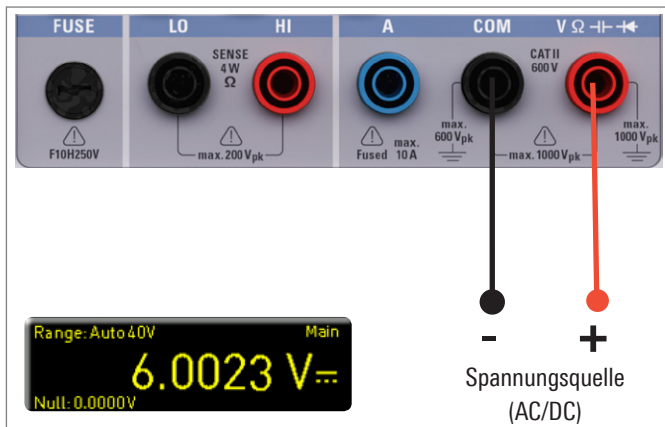 FUSE LO HI A COM V Ω ⊣⊢ ⯈|
SENSE
4 W
Ω
CAT II
600 V
F10H250V
max. 200 Vpk
Fused
max.
10 A
max.
600 Vpk
max. 1000 Vpk
max.
1000 Vpk
Range: Auto 40V Main
6.0023 V⎓
Null: 0.0000V
- +
Spannungsquelle
(AC/DC)